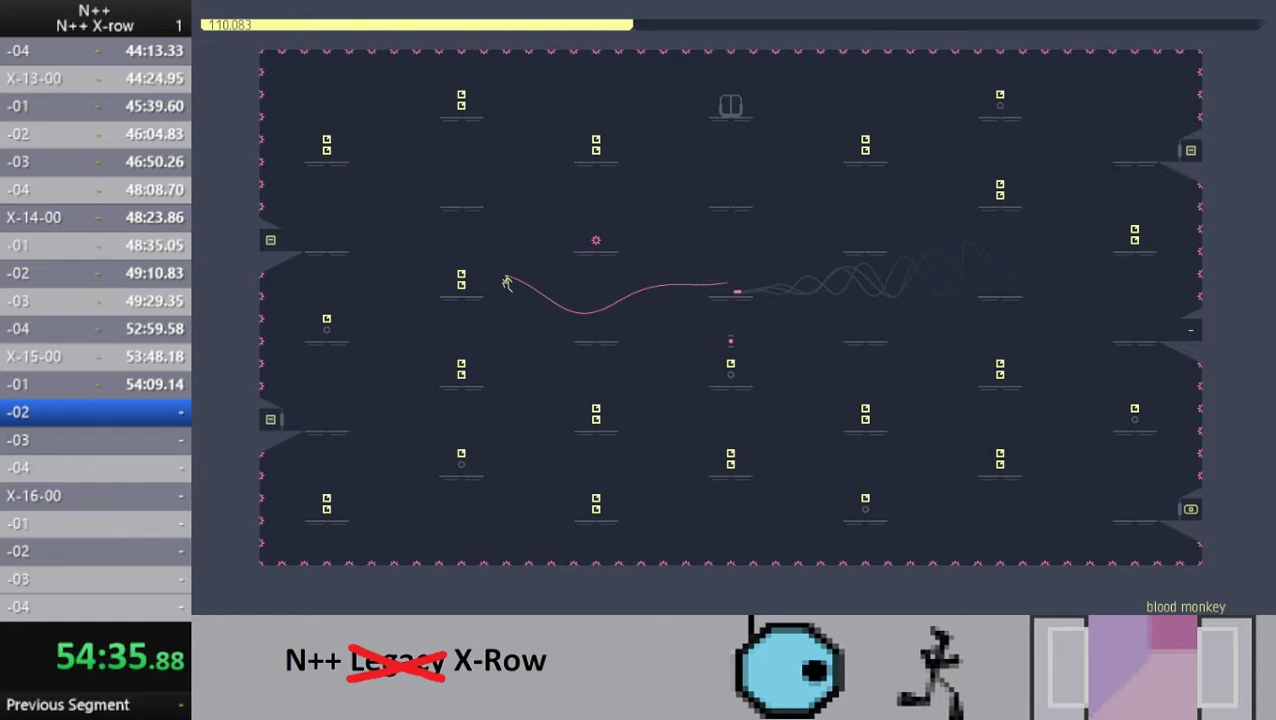 N++
N++ X-row 1
110.083
-04 - 44:13.33
X-13-00 - 44:24.95
-01 - 45:39.60
-02 - 46:04.83
-03 - 46:50.26
-04 - 48:08.70
X-14-00 - 48:23.86
-01 - 48:35.05
-02 - 49:10.83
-03 - 49:29.35
-04 - 52:59.58
X-15-00 - 53:48.18
-01 - 54:09.14
-02 -
-03 -
-04 -
X-16-00 -
-01 -
-02 -
-03 -
-04 -
blood monkey
54:35.88
N++ Legacy X-Row
Previous Segment -